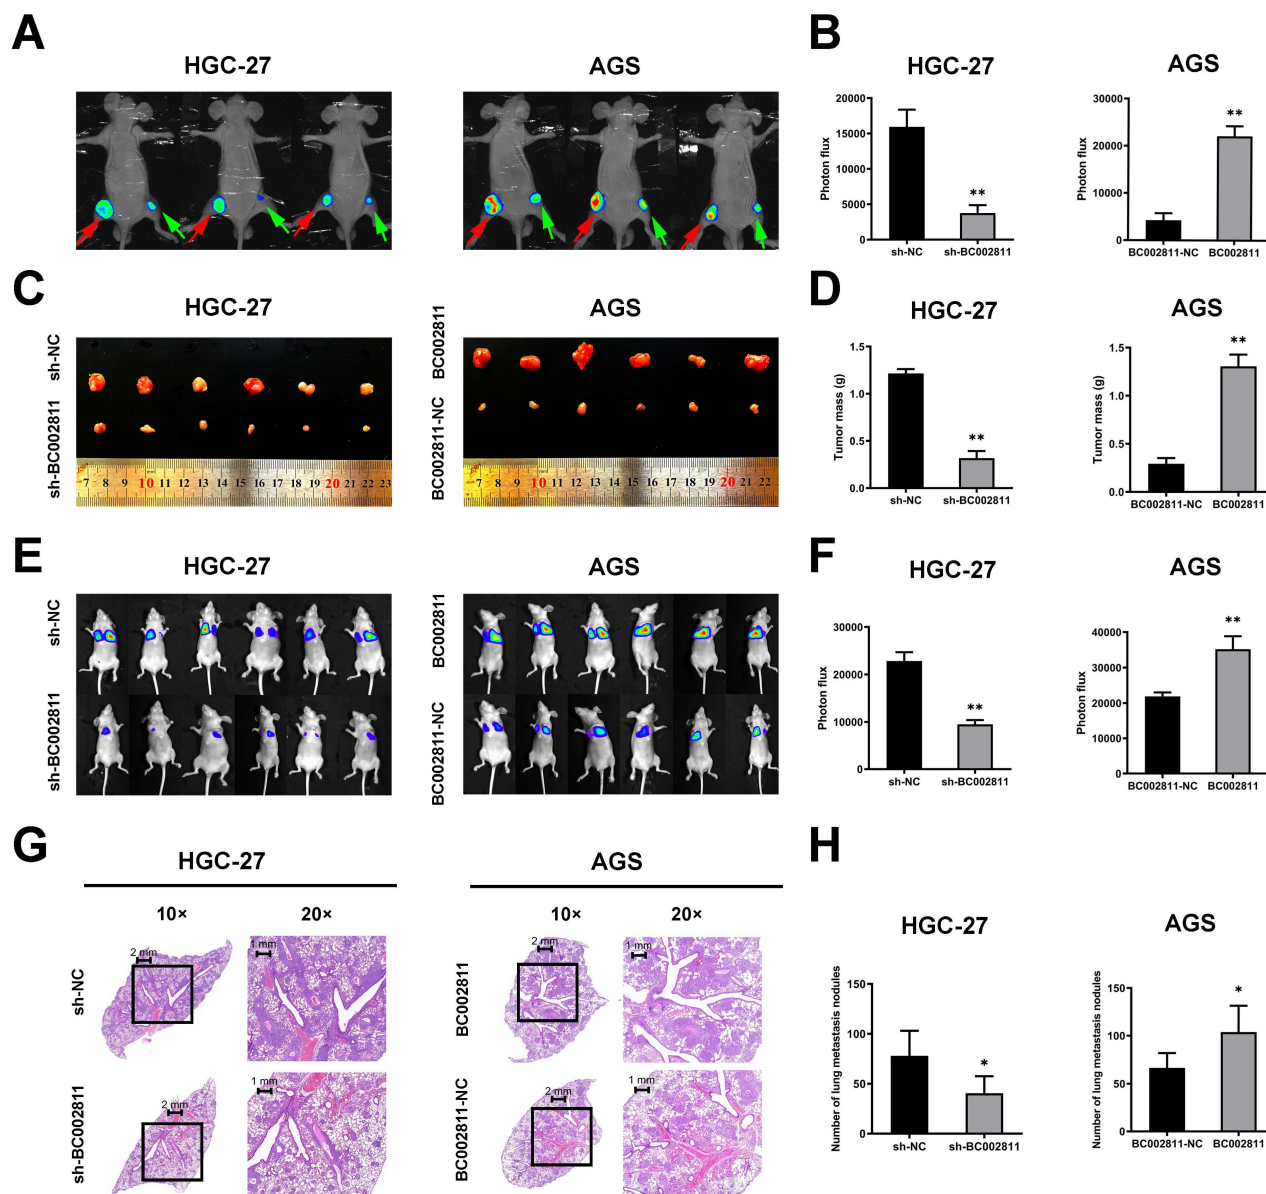 A
HGC-27
AGS
B
HGC-27
Photon flux
20000
15000
10000
5000
0
**
sh-NC
sh-BC002811
AGS
Photon flux
30000
20000
10000
0
**
BC002811-NC
BC002811
C
HGC-27
sh-NC
sh-BC002811
7 8 9 10 11 12 13 14 15 16 17 18 19 20 21 22 23
AGS
BC002811
BC002811-NC
7 8 9 10 11 12 13 14 15 16 17 18 19 20 21 22
D
HGC-27
Tumor mass (g)
1.5
1.0
0.5
0.0
**
sh-NC
sh-BC002811
AGS
Tumor mass (g)
1.5
1.0
0.5
0.0
**
BC002811-NC
BC002811
E
HGC-27
sh-NC
sh-BC002811
AGS
BC002811
BC002811-NC
F
HGC-27
Photon flux
30000
20000
10000
0
**
sh-NC
sh-BC002811
AGS
Photon flux
40000
30000
20000
10000
0
**
BC002811-NC
BC002811
G
HGC-27
10×
20×
sh-NC
2 mm
1 mm
sh-BC002811
2 mm
1 mm
AGS
10×
20×
BC002811
2 mm
1 mm
BC002811-NC
2 mm
1 mm
H
HGC-27
Number of lung metastasis nodules
150
100
50
0
*
sh-NC
sh-BC002811
AGS
Number of lung metastasis nodules
150
100
50
0
*
BC002811-NC
BC002811